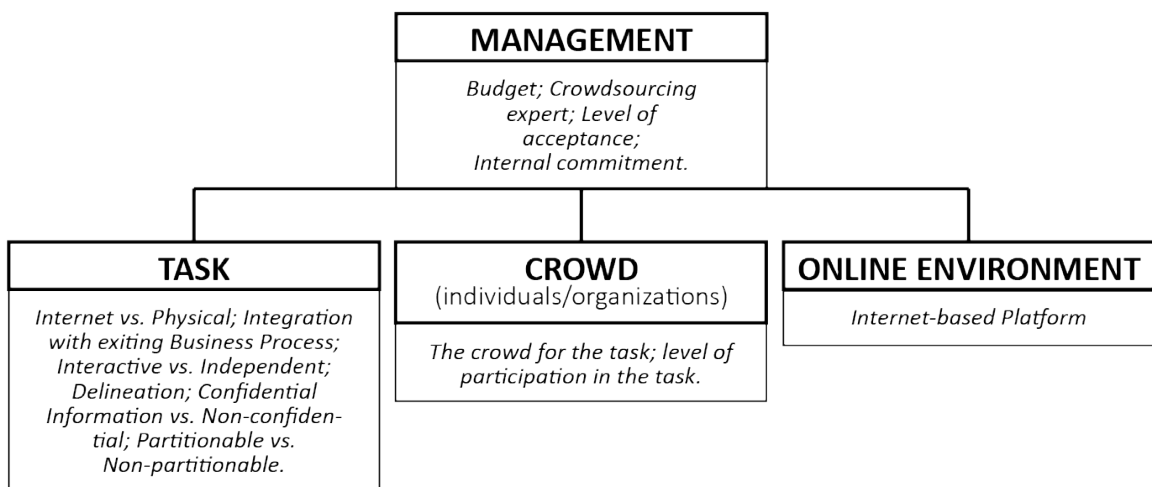 MANAGEMENT
Budget; Crowdsourcing
expert; Level of
acceptance;
Internal commitment.
TASK
Internet vs. Physical; Integration
with exiting Business Process;
Interactive vs. Independent;
Delineation; Confidential
Information vs. Non-confiden-
tial; Partitionable vs.
Non-partitionable.
CROWD
(individuals/organizations)
The crowd for the task; level of
participation in the task.
ONLINE ENVIRONMENT
Internet-based Platform